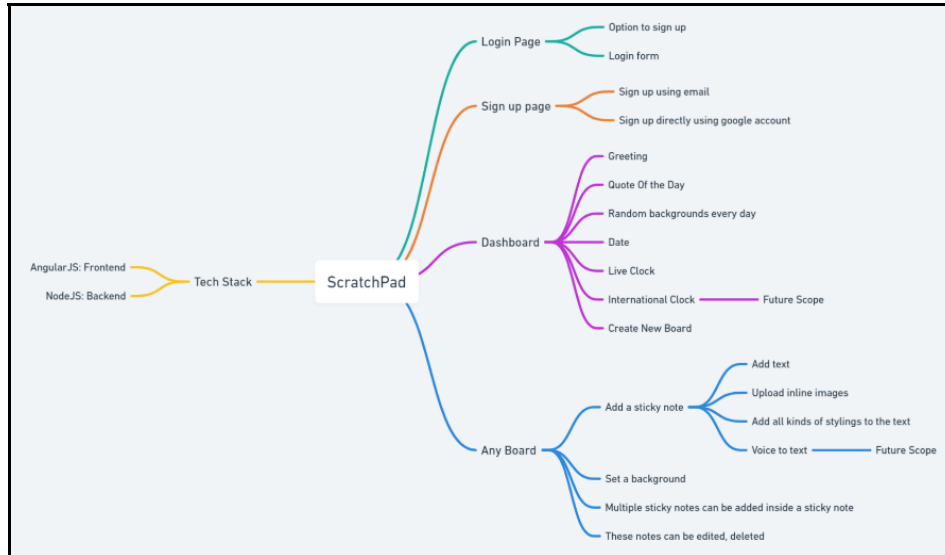 Login Page
Option to sign up
Login form
Sign up page
Sign up using email
Sign up directly using google account
Dashboard
Greeting
Quote Of the Day
Random backgrounds every day
Date
Live Clock
International Clock
Future Scope
Create New Board
ScratchPad
Tech Stack
AngularJS: Frontend
NodeJS: Backend
Any Board
Add a sticky note
Add text
Upload inline images
Add all kinds of stylings to the text
Voice to text
Future Scope
Set a background
Multiple sticky notes can be added inside a sticky note
These notes can be edited, deleted